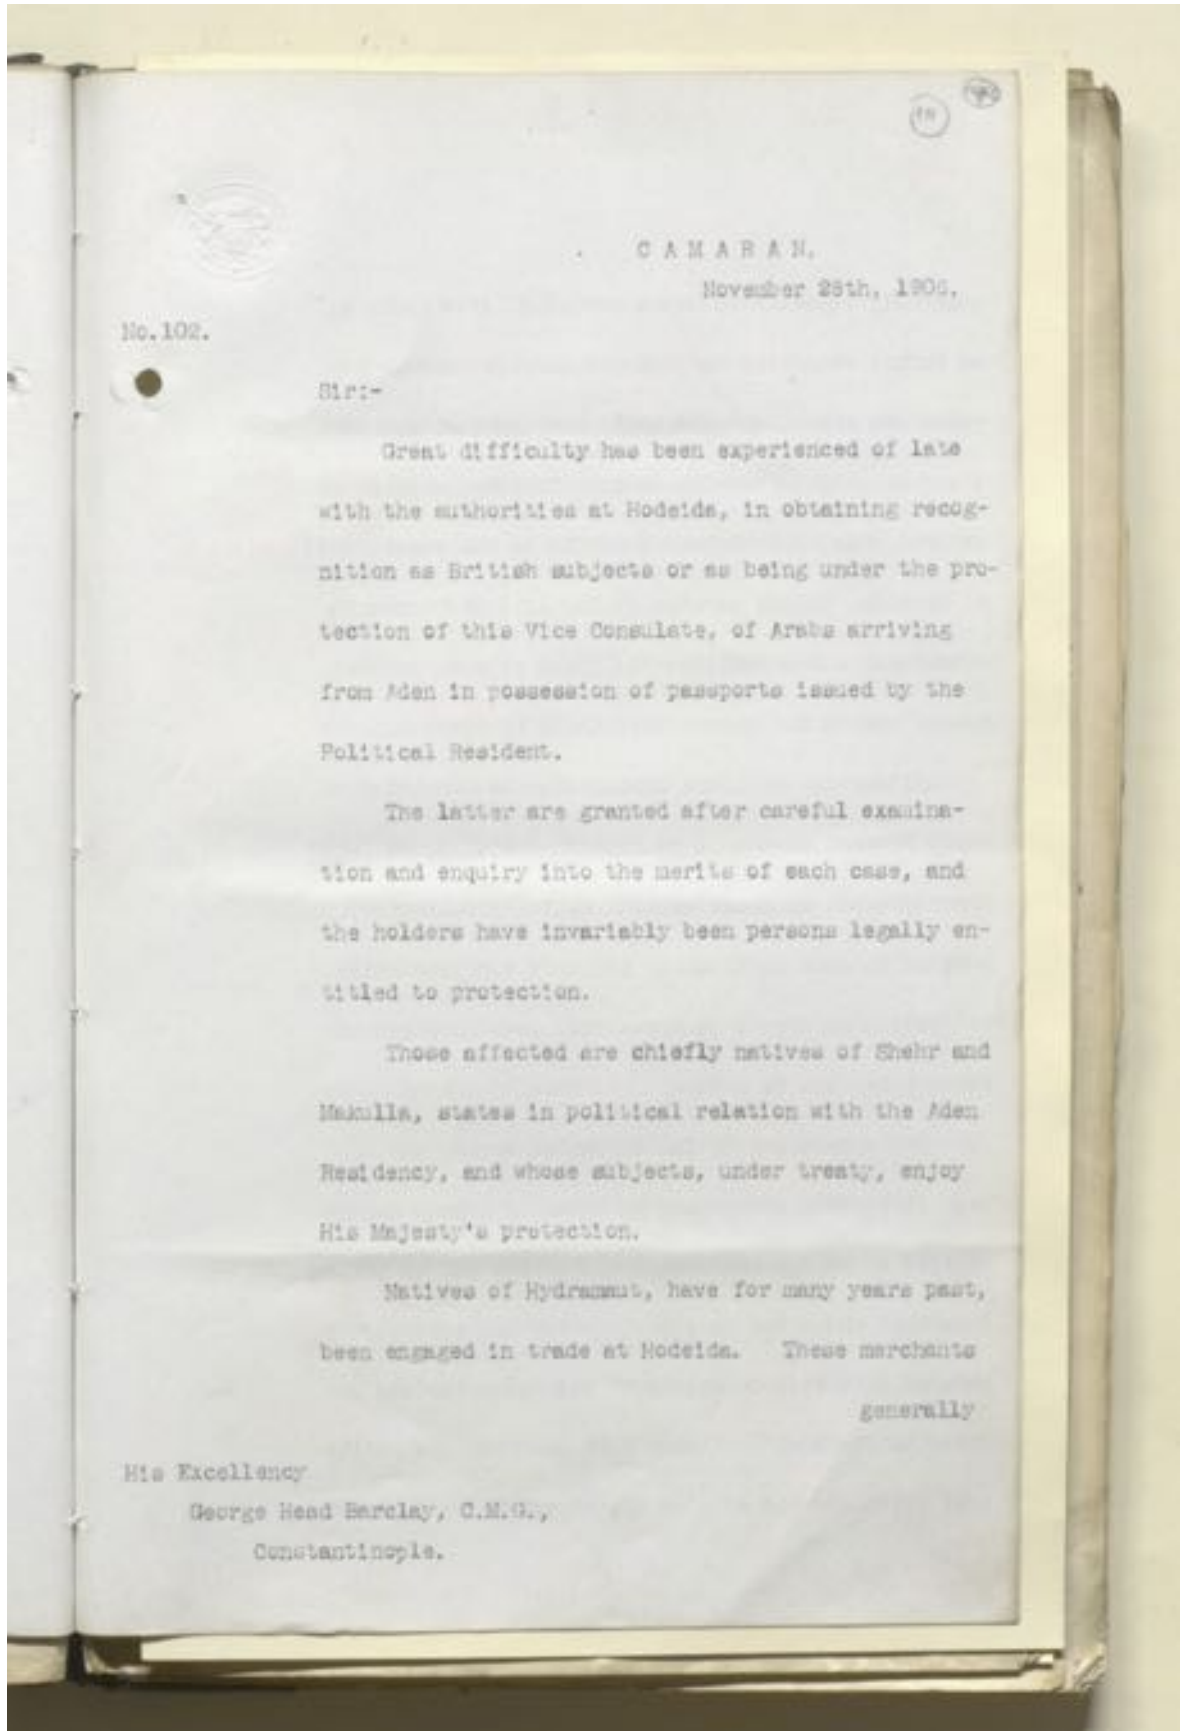 CAMARAN.
November 28th, 1906.
No.102.
Sir:-
Great difficulty has been experienced of late
with the authorities at Hodeida, in obtaining recog-
nition as British subjects or as being under the pro-
tection of this Vice Consulate, of Arabs arriving
from Aden in possession of passports issued by the
Political Resident.
The latter are granted after careful examina-
tion and enquiry into the merits of each case, and
the holders have invariably been persons legally en-
titled to protection.
Those affected are chiefly natives of Shehr and
Makulla, states in political relation with the Aden
Residency, and whose subjects, under treaty, enjoy
His Majesty's protection.
Natives of Hydramaut, have for many years past,
been engaged in trade at Hodeida. These merchants
generally
His Excellency
George Head Barclay, C.M.G.,
Constantinople.